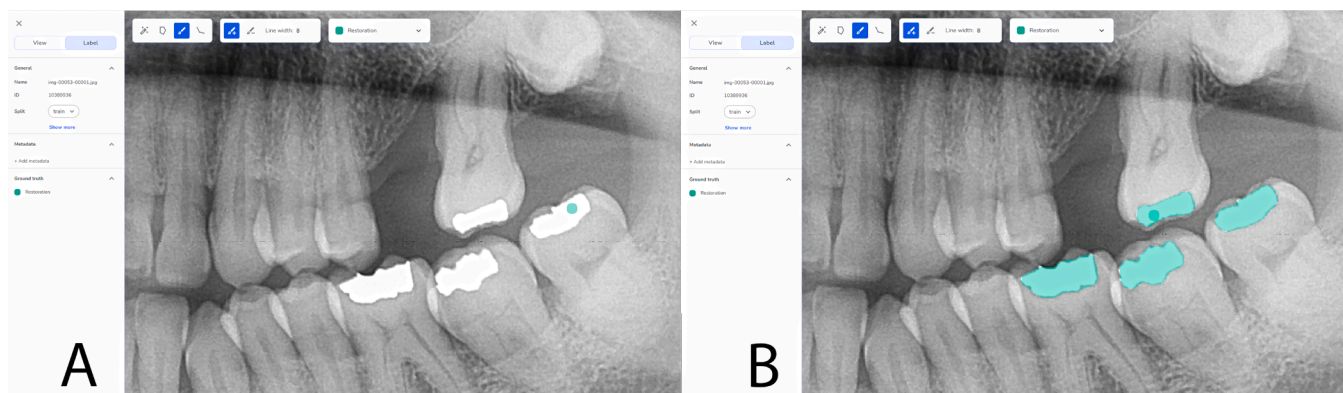 View Label
General
Name img-00053-00001.jpg
ID 10389936
Split train
Show more
Metadata
+ Add metadata
Ground truth
Restoration
Line width: 8
Restoration
A
View Label
General
Name img-00053-00001.jpg
ID 10389936
Split train
Show more
Metadata
+ Add metadata
Ground truth
Restoration
Line width: 8
Restoration
B